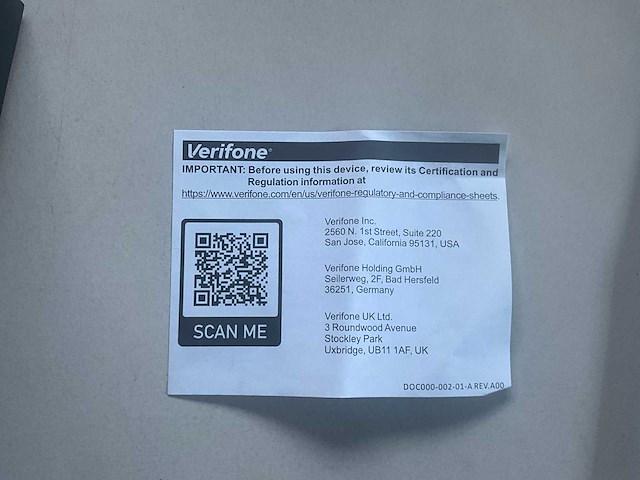 Verifone®
IMPORTANT: Before using this device, review its Certification and
Regulation information at
https://www.verifone.com/en/us/verifone-regulatory-and-compliance-sheets.
Verifone Inc.
2560 N. 1st Street, Suite 220
San Jose, California 95131, USA
Verifone Holding GmbH
Seilerweg, 2F, Bad Hersfeld
36251, Germany
Verifone UK Ltd.
3 Roundwood Avenue
Stockley Park
Uxbridge, UB11 1AF, UK
SCAN ME
DOC000-002-01-A REV.A00